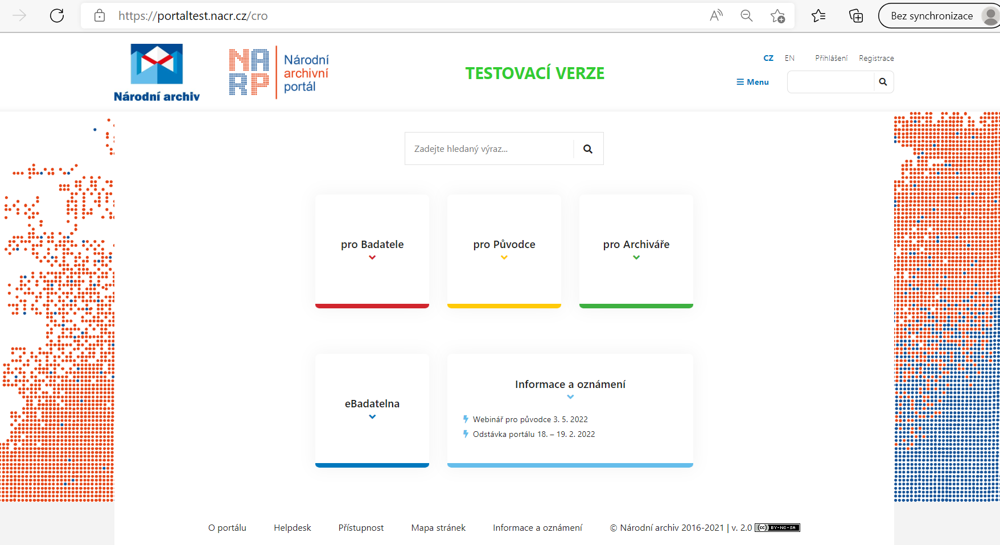 https://portaltest.nacr.cz/cro
Bez synchronizace
Národní archiv
NA
RP
Národní
archivní
portál
TESTOVACÍ VERZE
CZ EN Přihlášení Registrace
Menu
Zadejte hledaný výraz...
pro Badatele
pro Původce
pro Archiváře
eBadatelna
Informace a oznámení
Webinář pro původce 3. 5. 2022
Odstávka portálu 18. – 19. 2. 2022
O portálu Helpdesk Přístupnost Mapa stránek Informace a oznámení © Národní archiv 2016-2021 | v. 2.0 (cc) BY-NC-SA